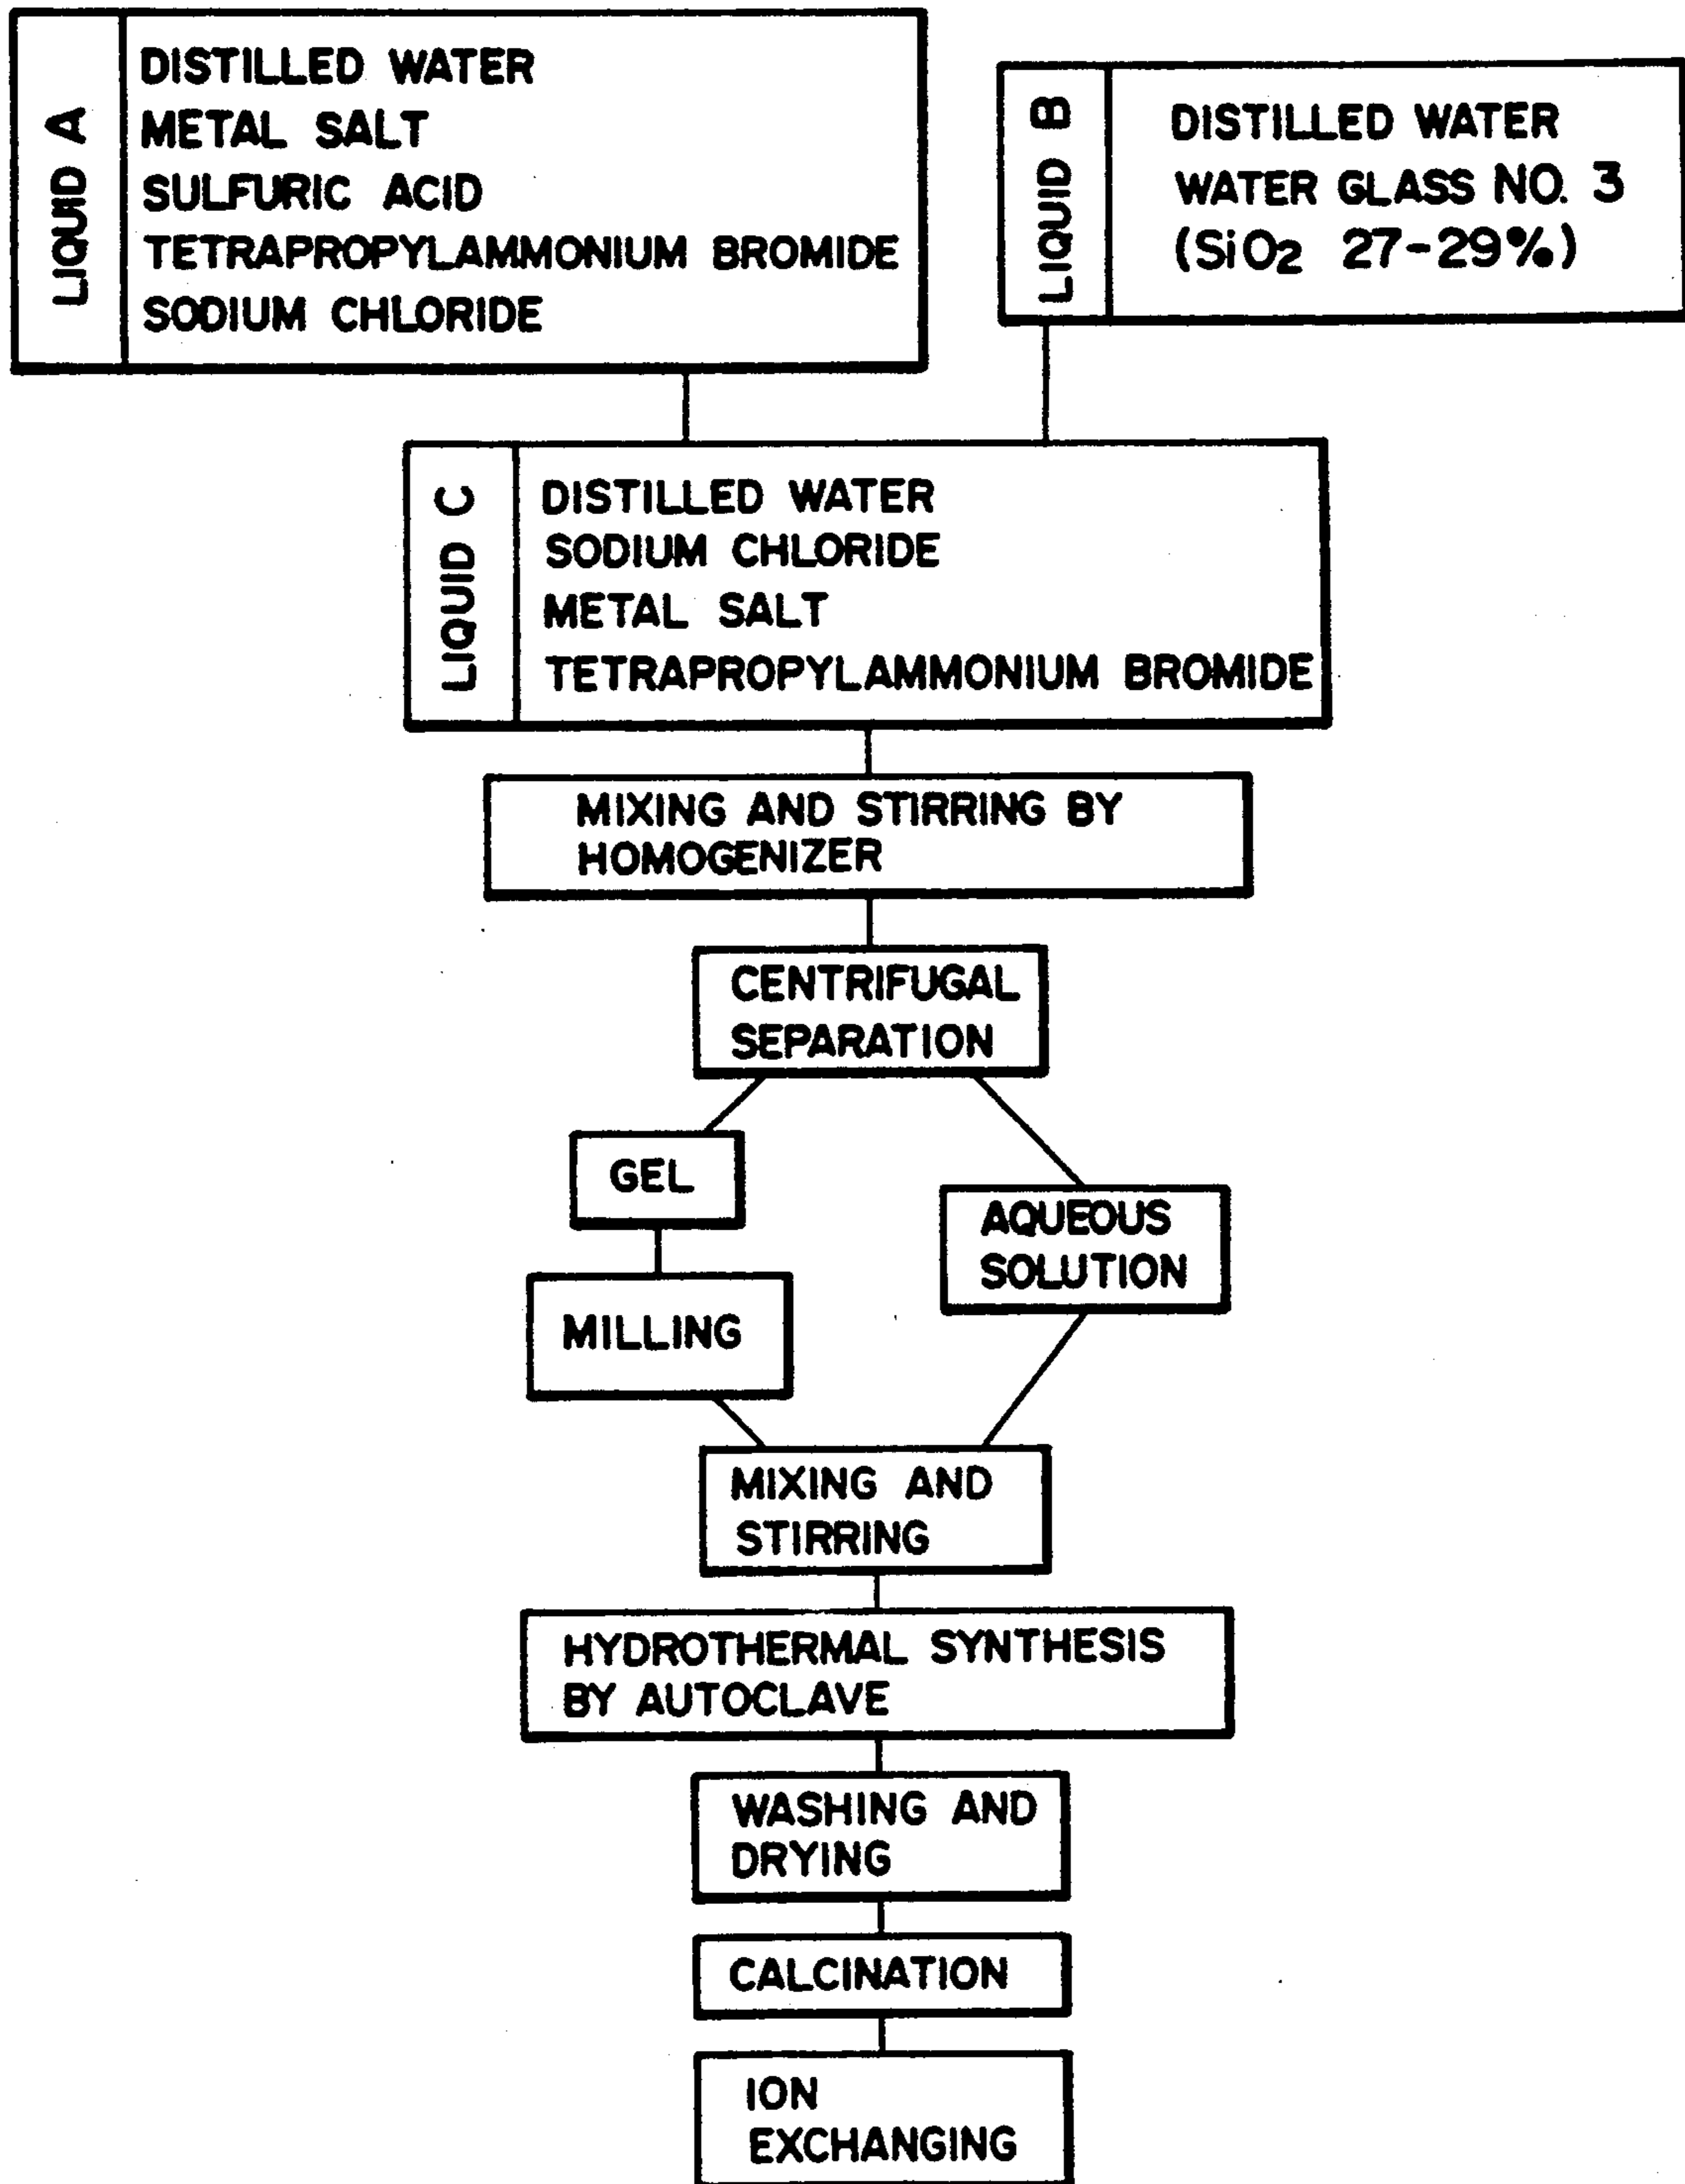 LIQUID A
DISTILLED WATER
METAL SALT
SULFURIC ACID
TETRAPROPYLAMMONIUM BROMIDE
SODIUM CHLORIDE
LIQUID B
DISTILLED WATER
WATER GLASS NO. 3
(SiO2 27-29%)
LIQUID C
DISTILLED WATER
SODIUM CHLORIDE
METAL SALT
TETRAPROPYLAMMONIUM BROMIDE
MIXING AND STIRRING BY
HOMOGENIZER
CENTRIFUGAL
SEPARATION
GEL
AQUEOUS
SOLUTION
MILLING
MIXING AND
STIRRING
HYDROTHERMAL SYNTHESIS
BY AUTOCLAVE
WASHING AND
DRYING
CALCINATION
ION
EXCHANGING